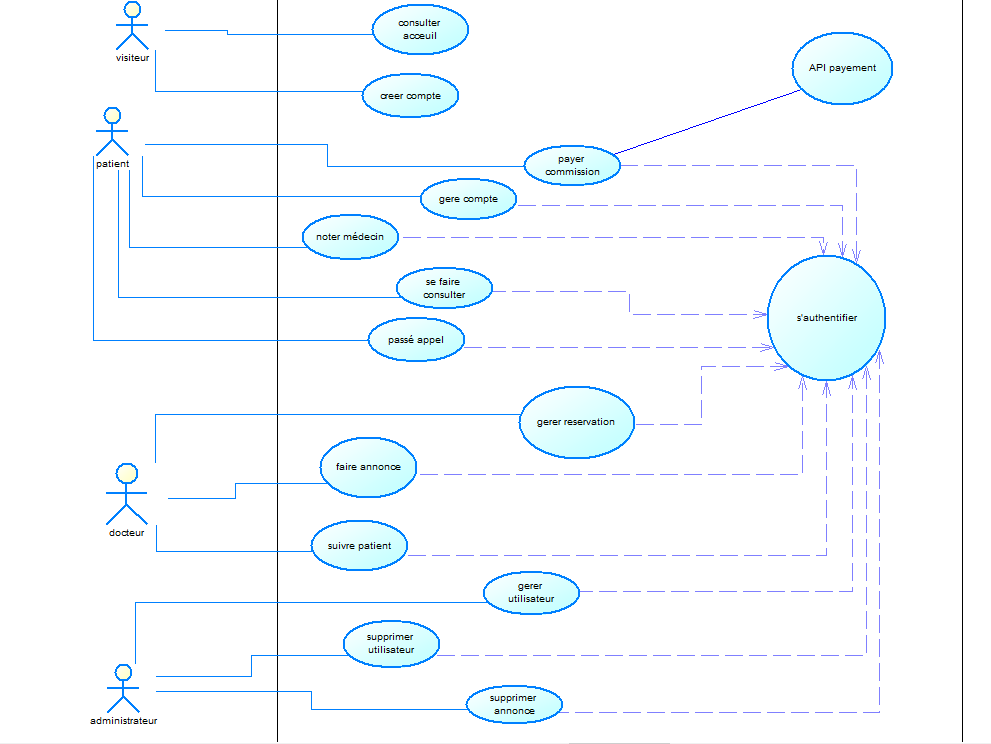 consulter
acceuil
visiteur
API payement
creer compte
patient
payer
commission
gere compte
noter médecin
se faire
consulter
s'authentifier
passé appel
gerer reservation
faire annonce
docteur
suivre patient
gerer
utilisateur
supprimer
utilisateur
supprimer
annonce
administrateur